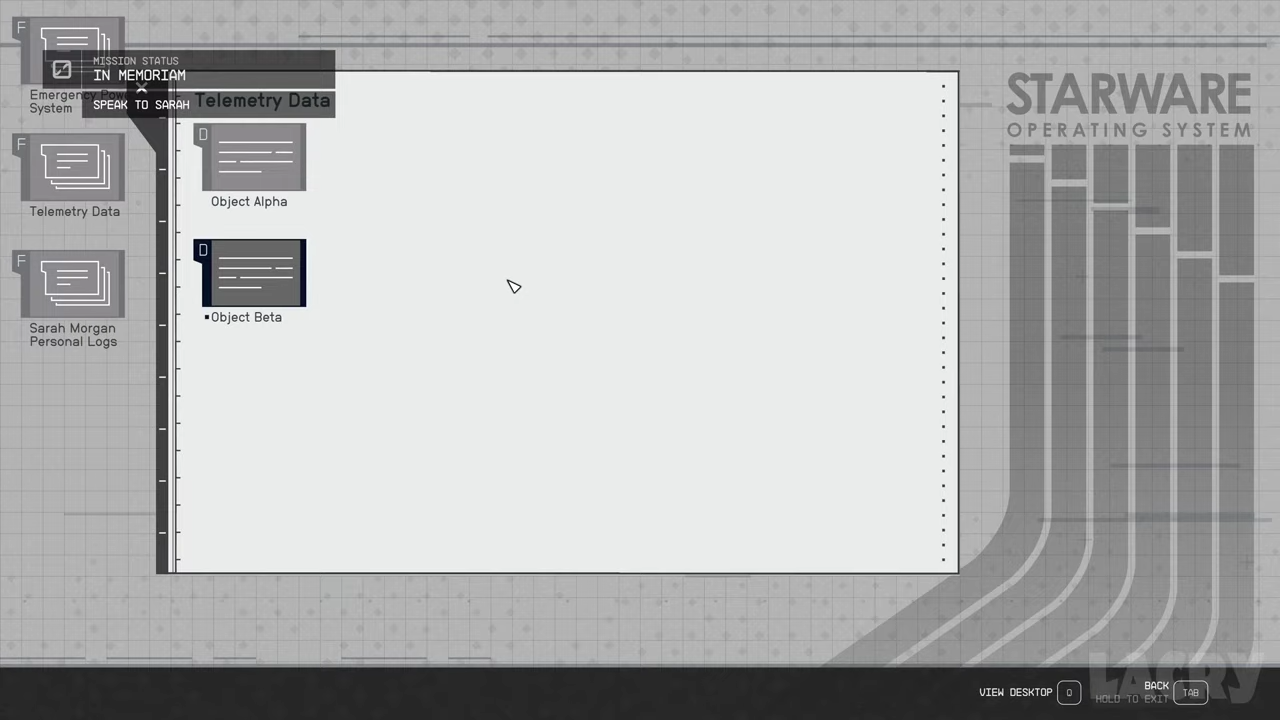 F
Emergency Pow
System
MISSION STATUS
IN MEMORIAM
SPEAK TO SARAH
F
Telemetry Data
F
Sarah Morgan
Personal Logs
Telemetry Data
D
Object Alpha
D
Object Beta
STARWARE
OPERATING SYSTEM
VIEW DESKTOP Q
BACK
HOLD TO EXIT TAB
LACRY